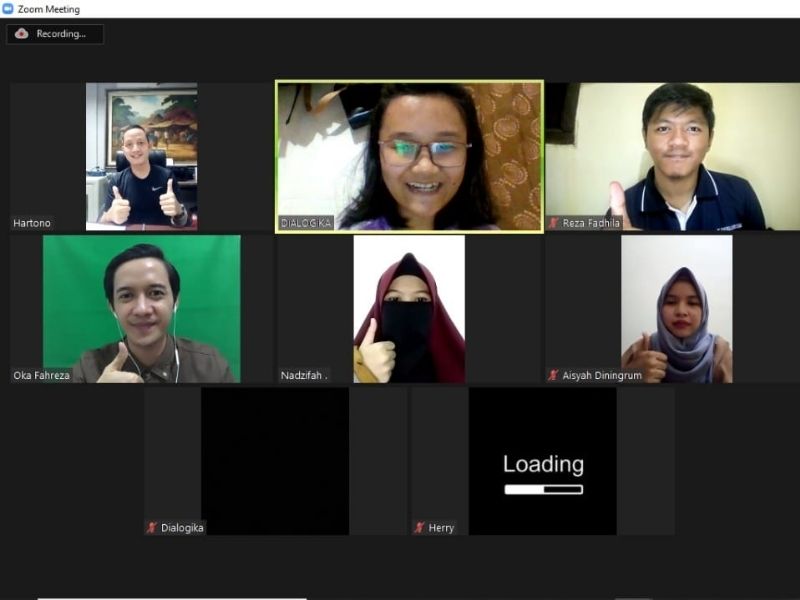 Zoom Meeting
Recording...
Hartono
DIALOGIKA
Reza Fadhila
Oka Fahreza
Nadzifah .
Aisyah Diningrum
Loading
Dialogika
Herry